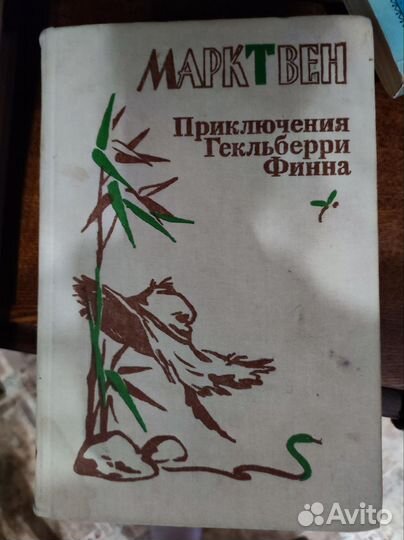 МАРК ТВЕН
Приключения
Гекльберри
Финна
Avito